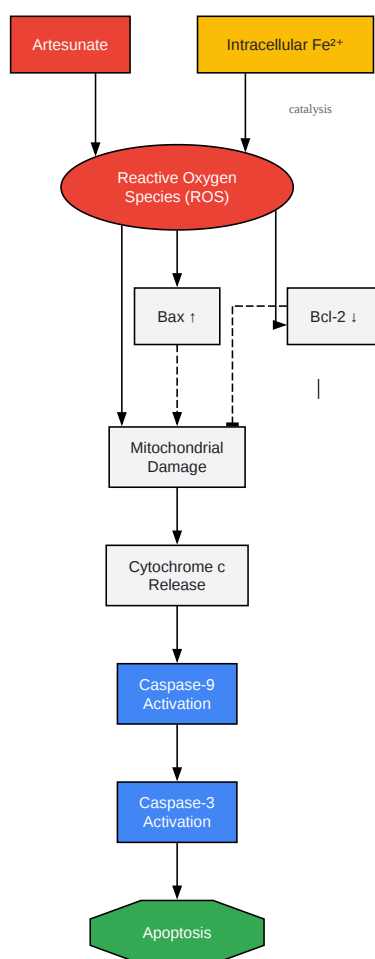 Artesunate
Intracellular Fe²⁺
catalysis
Reactive Oxygen
Species (ROS)
Bax ↑
Bcl-2 ↓
|
Mitochondrial
Damage
Cytochrome c
Release
Caspase-9
Activation
Caspase-3
Activation
Apoptosis